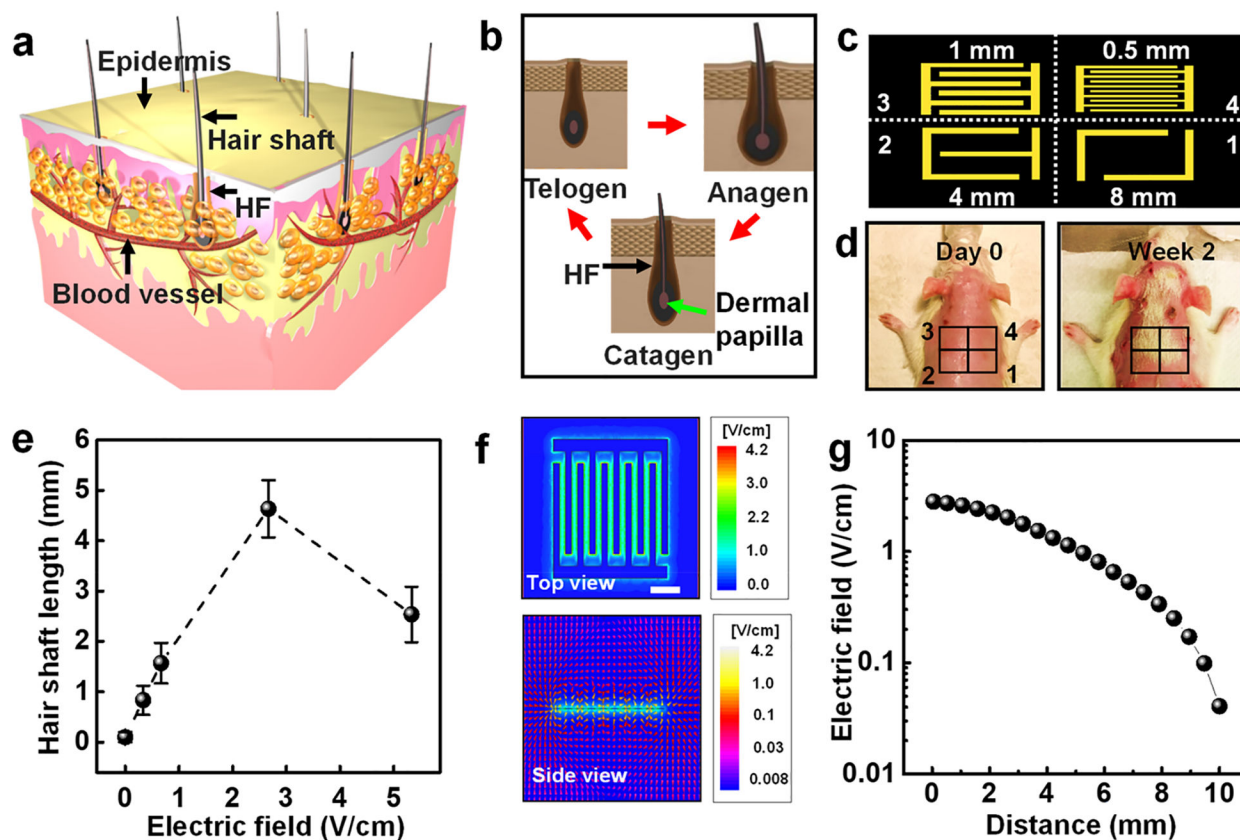 a
Epidermis
Hair shaft
HF
Blood vessel
b
Telogen
Anagen
HF
Dermal
papilla
Catagen
c
1 mm
0.5 mm
3
4
2
1
4 mm
8 mm
d
Day 0
Week 2
3
4
2
1
e
6
5
4
3
2
1
0
Hair shaft length (mm)
0 1 2 3 4 5
Electric field (V/cm)
f
[V/cm]
4.2
3.0
2.2
1.0
0.0
Top view
[V/cm]
4.2
1.0
0.1
0.03
0.008
Side view
g
10
1
0.1
0.01
Electric field (V/cm)
0 2 4 6 8 10
Distance (mm)